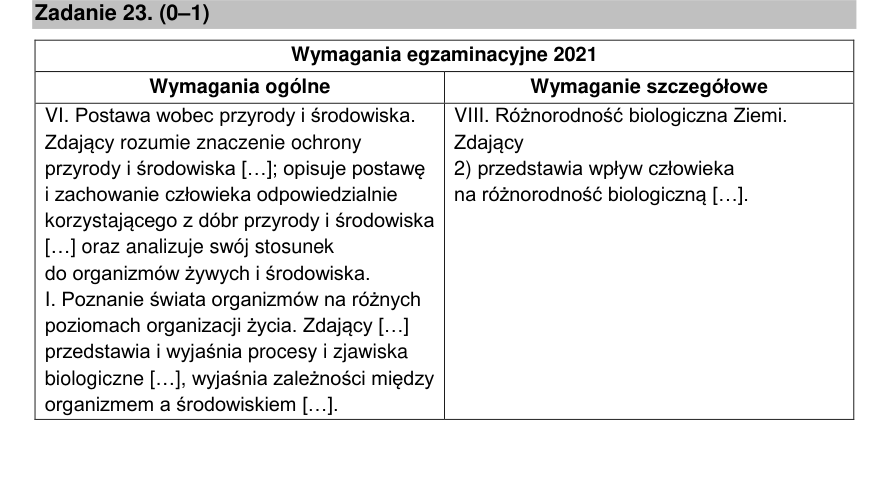 Zadanie 23. (0–1)
Wymagania egzaminacyjne 2021
Wymagania ogólne
Wymaganie szczegółowe
VI. Postawa wobec przyrody i środowiska.
Zdający rozumie znaczenie ochrony
przyrody i środowiska […]; opisuje postawę
i zachowanie człowieka odpowiedzialnie
korzystającego z dóbr przyrody i środowiska
[…] oraz analizuje swój stosunek
do organizmów żywych i środowiska.
I. Poznanie świata organizmów na różnych
poziomach organizacji życia. Zdający […]
przedstawia i wyjaśnia procesy i zjawiska
biologiczne […], wyjaśnia zależności między
organizmem a środowiskiem […].
VIII. Różnorodność biologiczna Ziemi.
Zdający
2) przedstawia wpływ człowieka
na różnorodność biologiczną […].